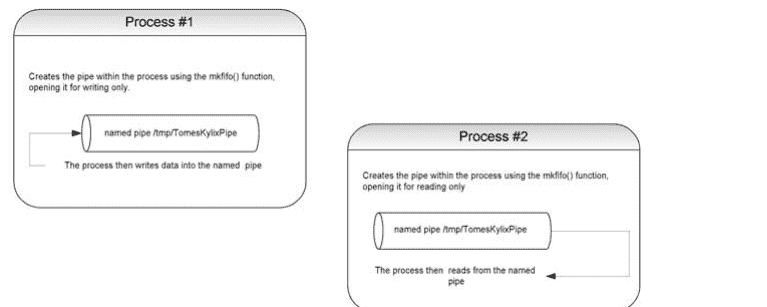 Process #1
Creates the pipe within the process using the mkfifo() function,
opening it for writing only.
named pipe /tmp/TomesKylixPipe
The process then writes data into the named pipe
Process #2
Creates the pipe within the process using the mkfifo() function,
opening it for reading only
named pipe /tmp/TomesKylixPipe
The process then reads from the named
pipe